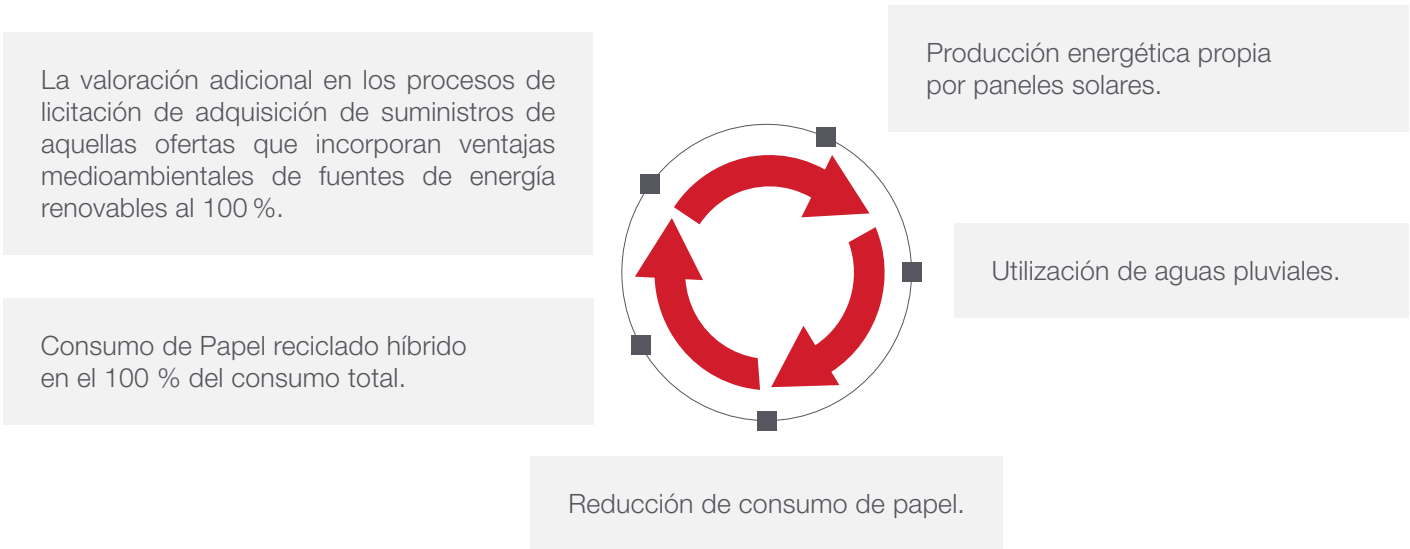 La valoración adicional en los procesos de
licitación de adquisición de suministros de
aquellas ofertas que incorporan ventajas
medioambientales de fuentes de energía
renovables al 100 %.
Producción energética propia
por paneles solares.
Utilización de aguas pluviales.
Consumo de Papel reciclado híbrido
en el 100 % del consumo total.
Reducción de consumo de papel.